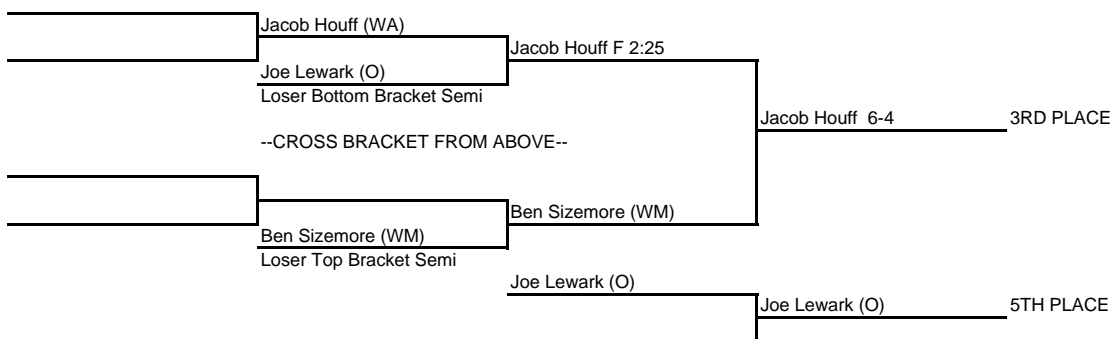 Jacob Houff (WA)
Jacob Houff F 2:25
Joe Lewark (O)
Loser Bottom Bracket Semi
Jacob Houff 6-4
3RD PLACE
--CROSS BRACKET FROM ABOVE--
Ben Sizemore (WM)
Ben Sizemore (WM)
Loser Top Bracket Semi
Joe Lewark (O)
Joe Lewark (O)
5TH PLACE